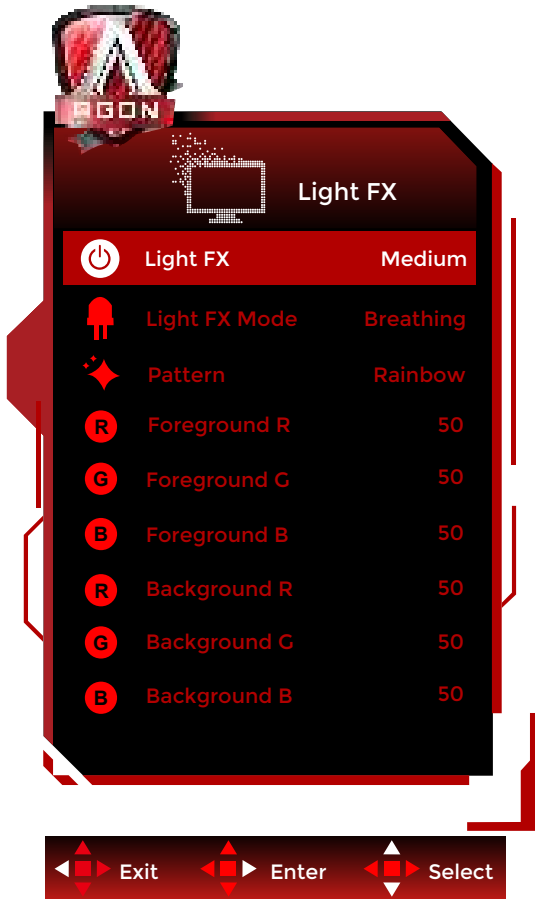 AGON
Light FX
Light FX Medium
Light FX Mode Breathing
Pattern Rainbow
R Foreground R 50
G Foreground G 50
B Foreground B 50
R Background R 50
G Background G 50
B Background B 50
Exit Enter Select